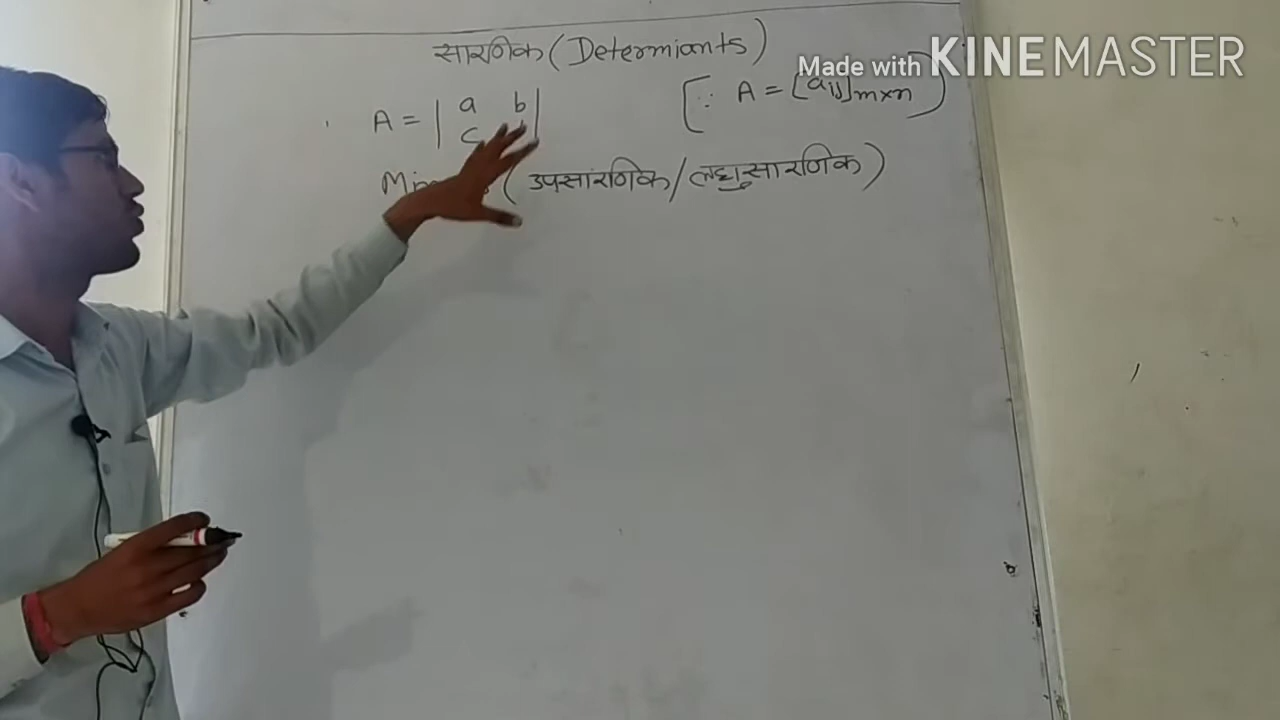 सारणिक (Determiants)
Made with KINEMASTER
A = | a b | [∵ A = [aij]m×n )
c
(उपसारणिक/लघुसारणिक)